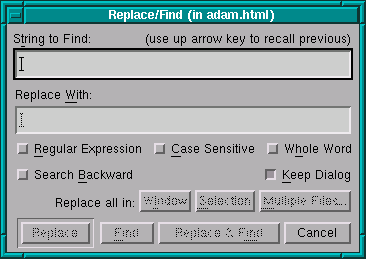 Replace/Find (in adam.html)
String to Find: (use up arrow key to recall previous)
Replace With:
Regular Expression Case Sensitive Whole Word
Search Backward Keep Dialog
Replace all in: Window Selection Multiple Files...
Replace Find Replace & Find Cancel